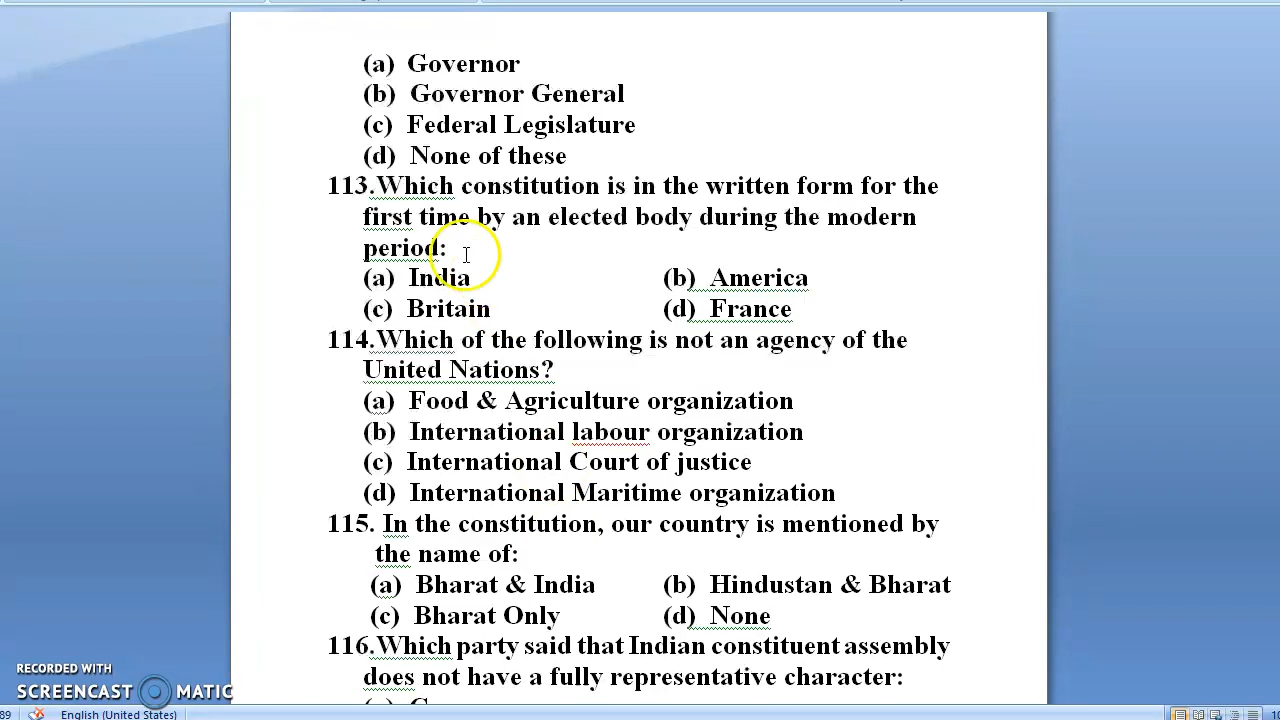 (a) Governor
(b) Governor General
(c) Federal Legislature
(d) None of these
113.Which constitution is in the written form for the
first time by an elected body during the modern
period:
(a) India (b) America
(c) Britain (d) France
114.Which of the following is not an agency of the
United Nations?
(a) Food & Agriculture organization
(b) International labour organization
(c) International Court of justice
(d) International Maritime organization
115. In the constitution, our country is mentioned by
the name of:
(a) Bharat & India (b) Hindustan & Bharat
(c) Bharat Only (d) None
116.Which party said that Indian constituent assembly
does not have a fully representative character:
RECORDED WITH
SCREENCAST MATIC
89 English (United States)